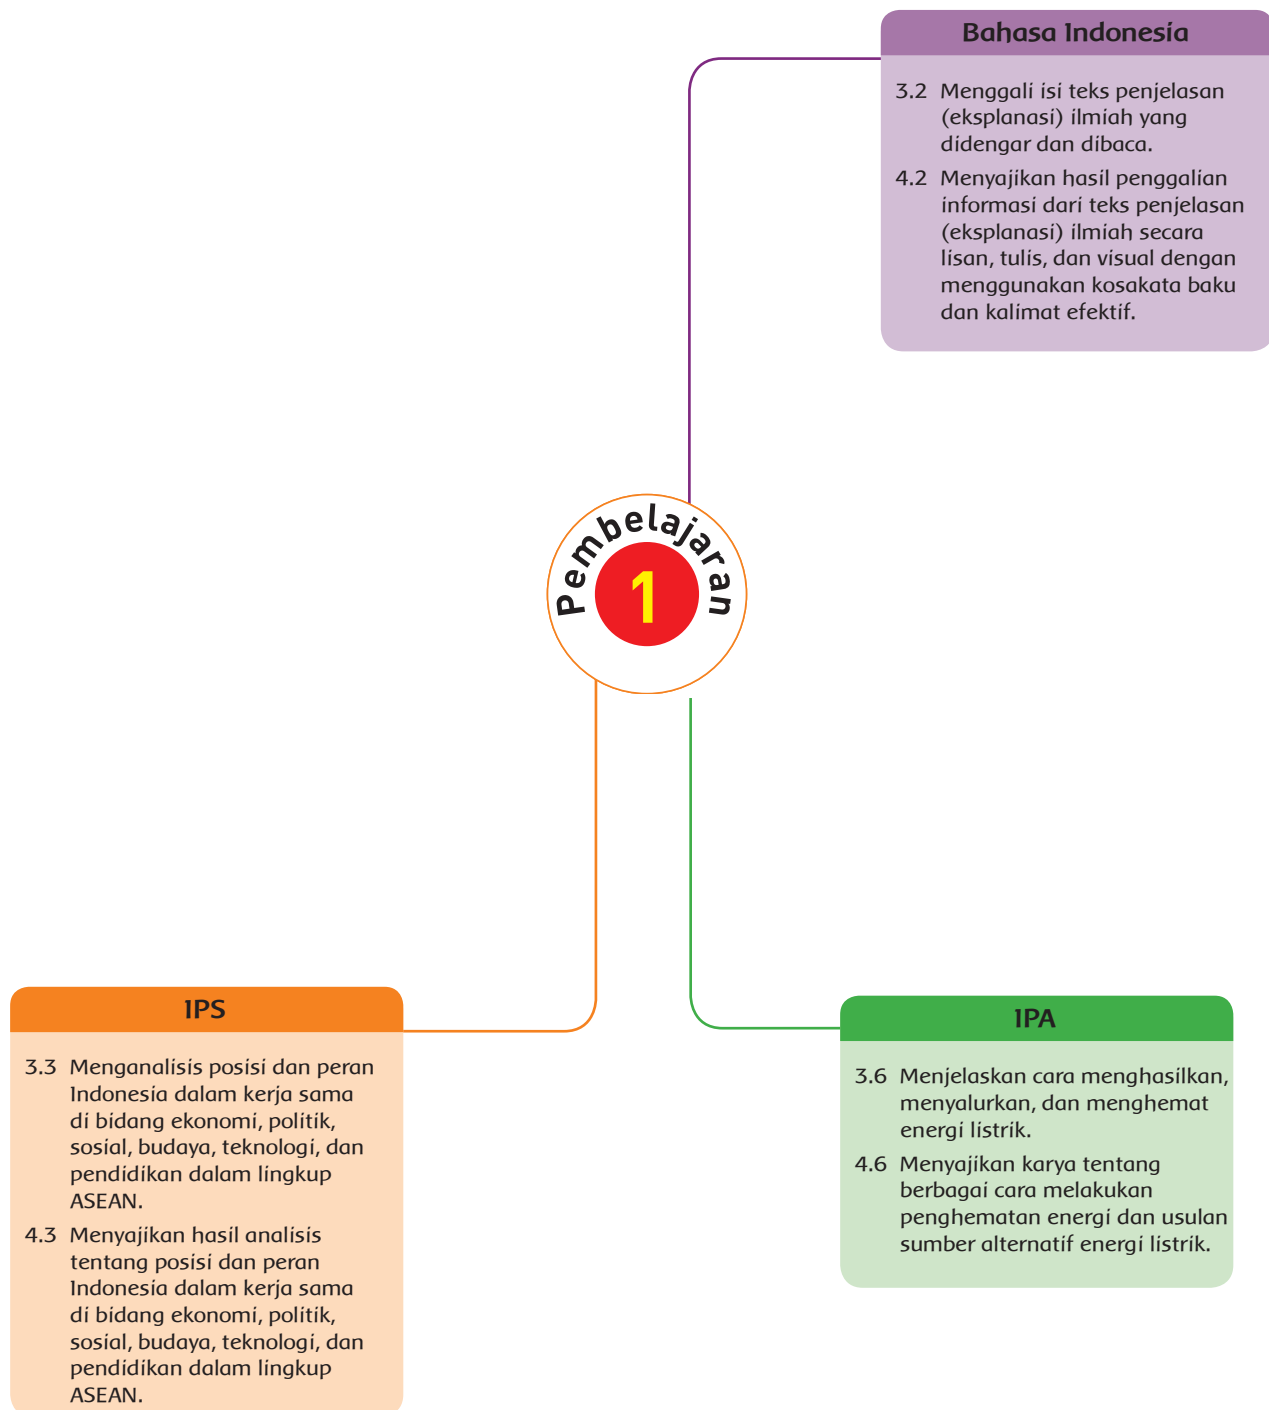 Bahasa Indonesia
3.2 Menggali isi teks penjelasan
(eksplanasi) ilmiah yang
didengar dan dibaca.
4.2 Menyajikan hasil penggalian
informasi dari teks penjelasan
(eksplanasi) ilmiah secara
lisan, tulis, dan visual dengan
menggunakan kosakata baku
dan kalimat efektif.
Pembelajaran
1
IPS
3.3 Menganalisis posisi dan peran
Indonesia dalam kerja sama
di bidang ekonomi, politik,
sosial, budaya, teknologi, dan
pendidikan dalam lingkup
ASEAN.
4.3 Menyajikan hasil analisis
tentang posisi dan peran
Indonesia dalam kerja sama
di bidang ekonomi, politik,
sosial, budaya, teknologi, dan
pendidikan dalam lingkup
ASEAN.
IPA
3.6 Menjelaskan cara menghasilkan,
menyalurkan, dan menghemat
energi listrik.
4.6 Menyajikan karya tentang
berbagai cara melakukan
penghematan energi dan usulan
sumber alternatif energi listrik.